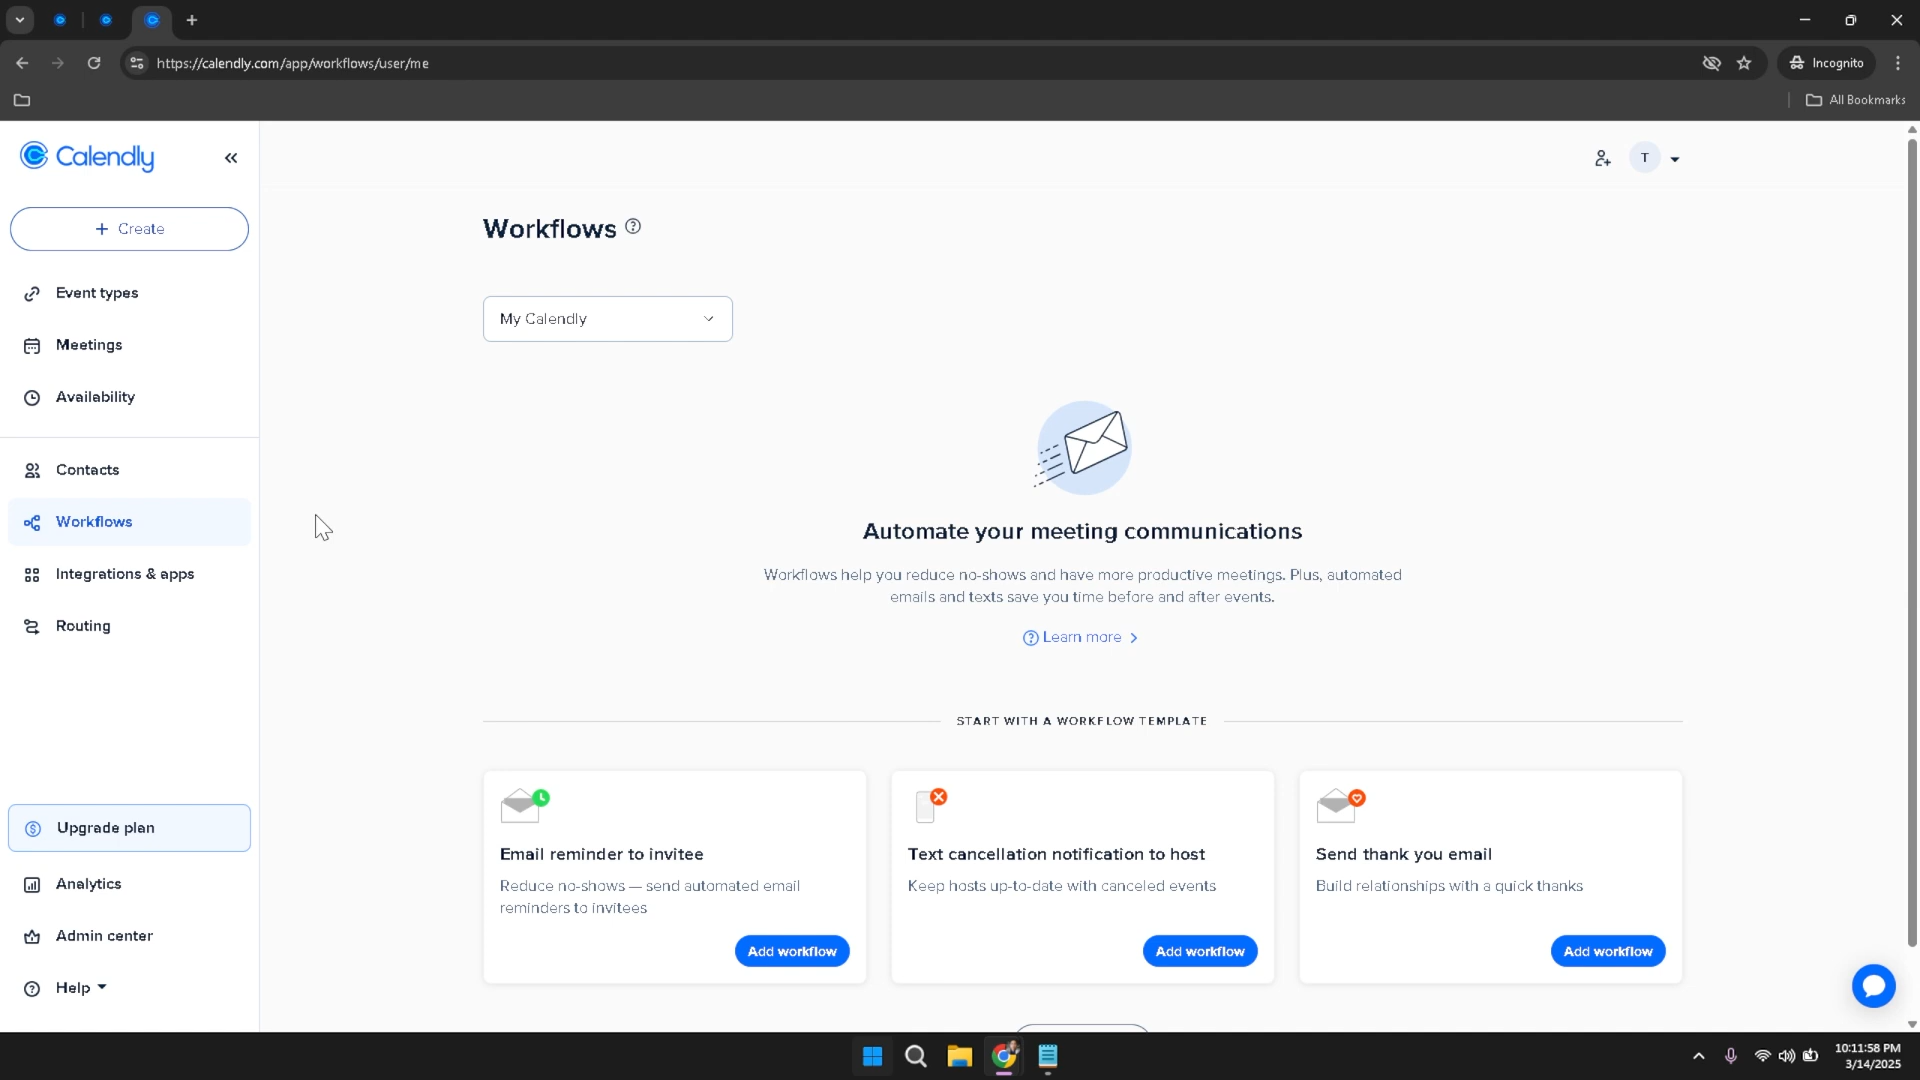 https://calendly.com/app/workflows/user/me
Incognito
All Bookmarks
Calendly
+ Create
Event types
Meetings
Availability
Contacts
Workflows
Integrations & apps
Routing
Upgrade plan
Analytics
Admin center
Help
T
Workflows
My Calendly
Automate your meeting communications
Workflows help you reduce no-shows and have more productive meetings. Plus, automated
emails and texts save you time before and after events.
Learn more
START WITH A WORKFLOW TEMPLATE
Email reminder to invitee
Reduce no-shows — send automated email
reminders to invitees
Add workflow
Text cancellation notification to host
Keep hosts up-to-date with canceled events
Add workflow
Send thank you email
Build relationships with a quick thanks
Add workflow
10:11:58 PM
3/14/2025